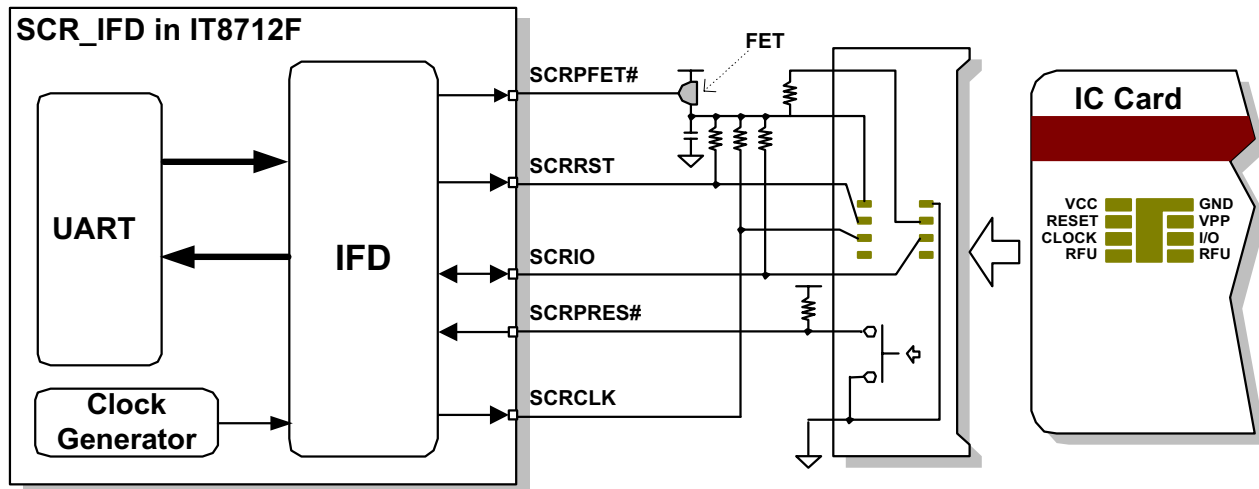 SCR_IFD in IT8712F
UART
IFD
Clock
Generator
SCRPFET#
SCRRST
SCRIO
SCRPRES#
SCRCLK
FET
IC Card
VCC
RESET
CLOCK
RFU
GND
VPP
I/O
RFU